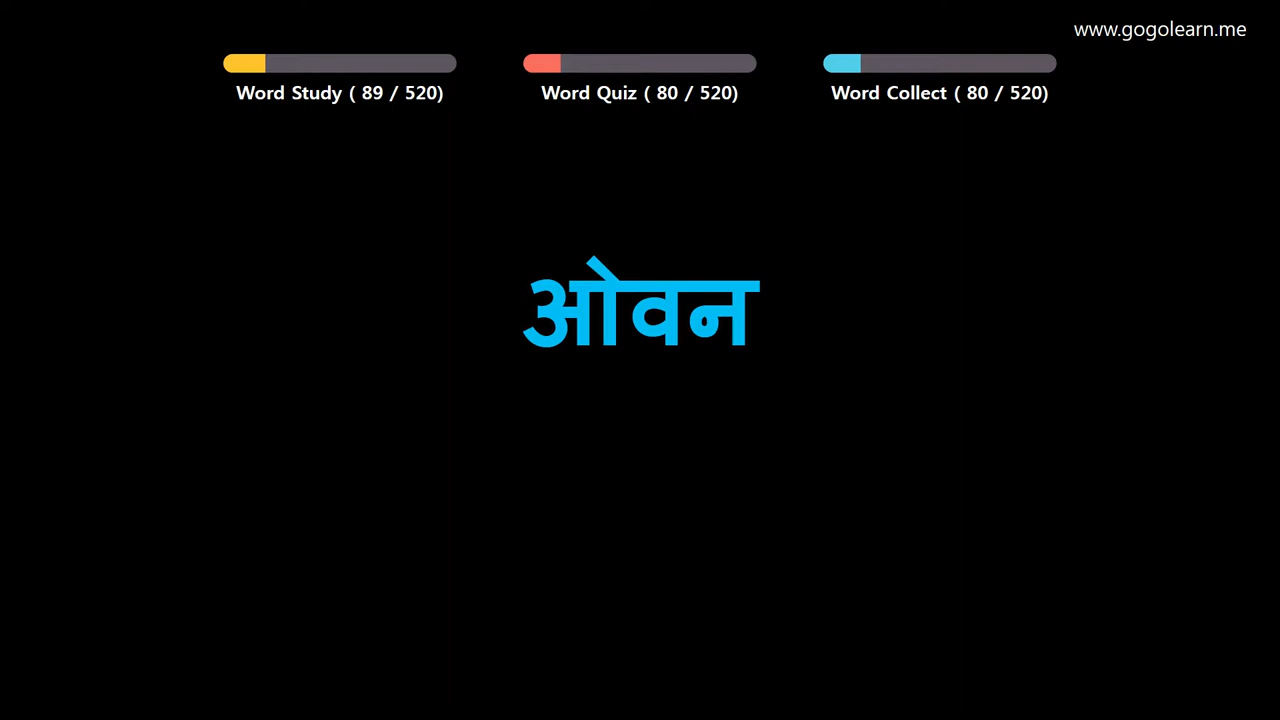 www.gogolearn.me
Word Study ( 89 / 520)
Word Quiz ( 80 / 520)
Word Collect ( 80 / 520)
ओवन